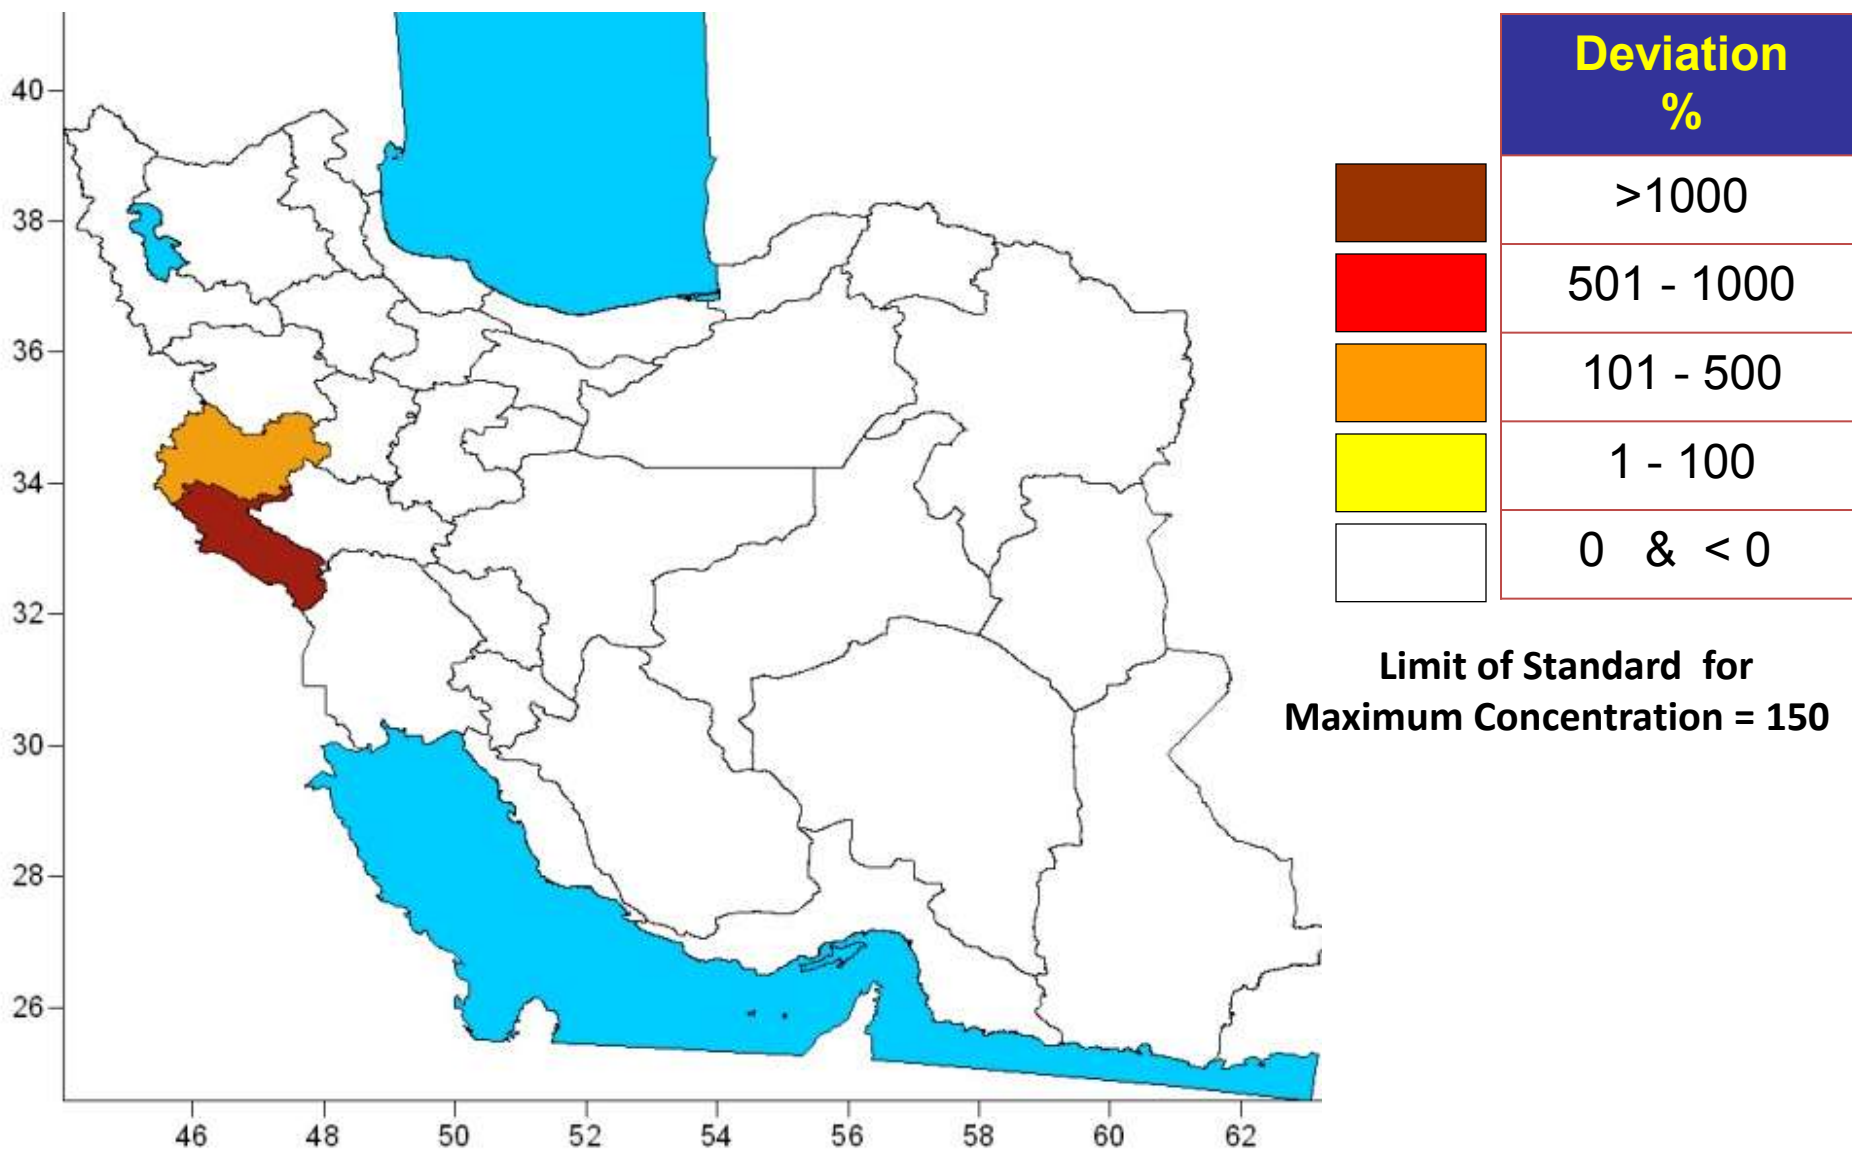 Deviation
%
>1000
501 - 1000
101 - 500
1 - 100
0 & < 0
Limit of Standard for
Maximum Concentration = 150
40
38
36
34
32
30
28
26
46 48 50 52 54 56 58 60 62